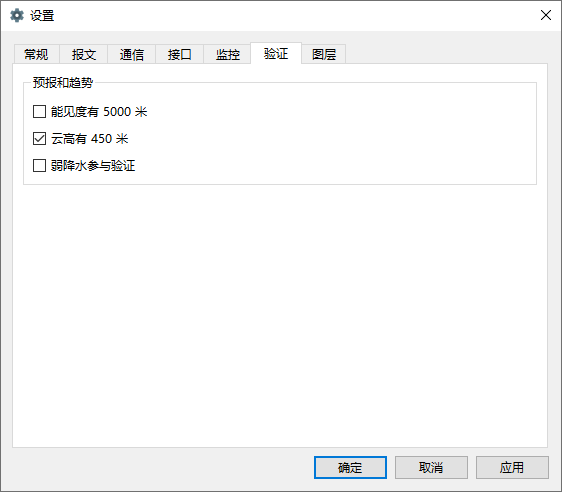 设置
常规 报文 通信 接口 监控 验证 图层
预报和趋势
能见度有 5000 米
云高有 450 米
弱降水参与验证
确定 取消 应用